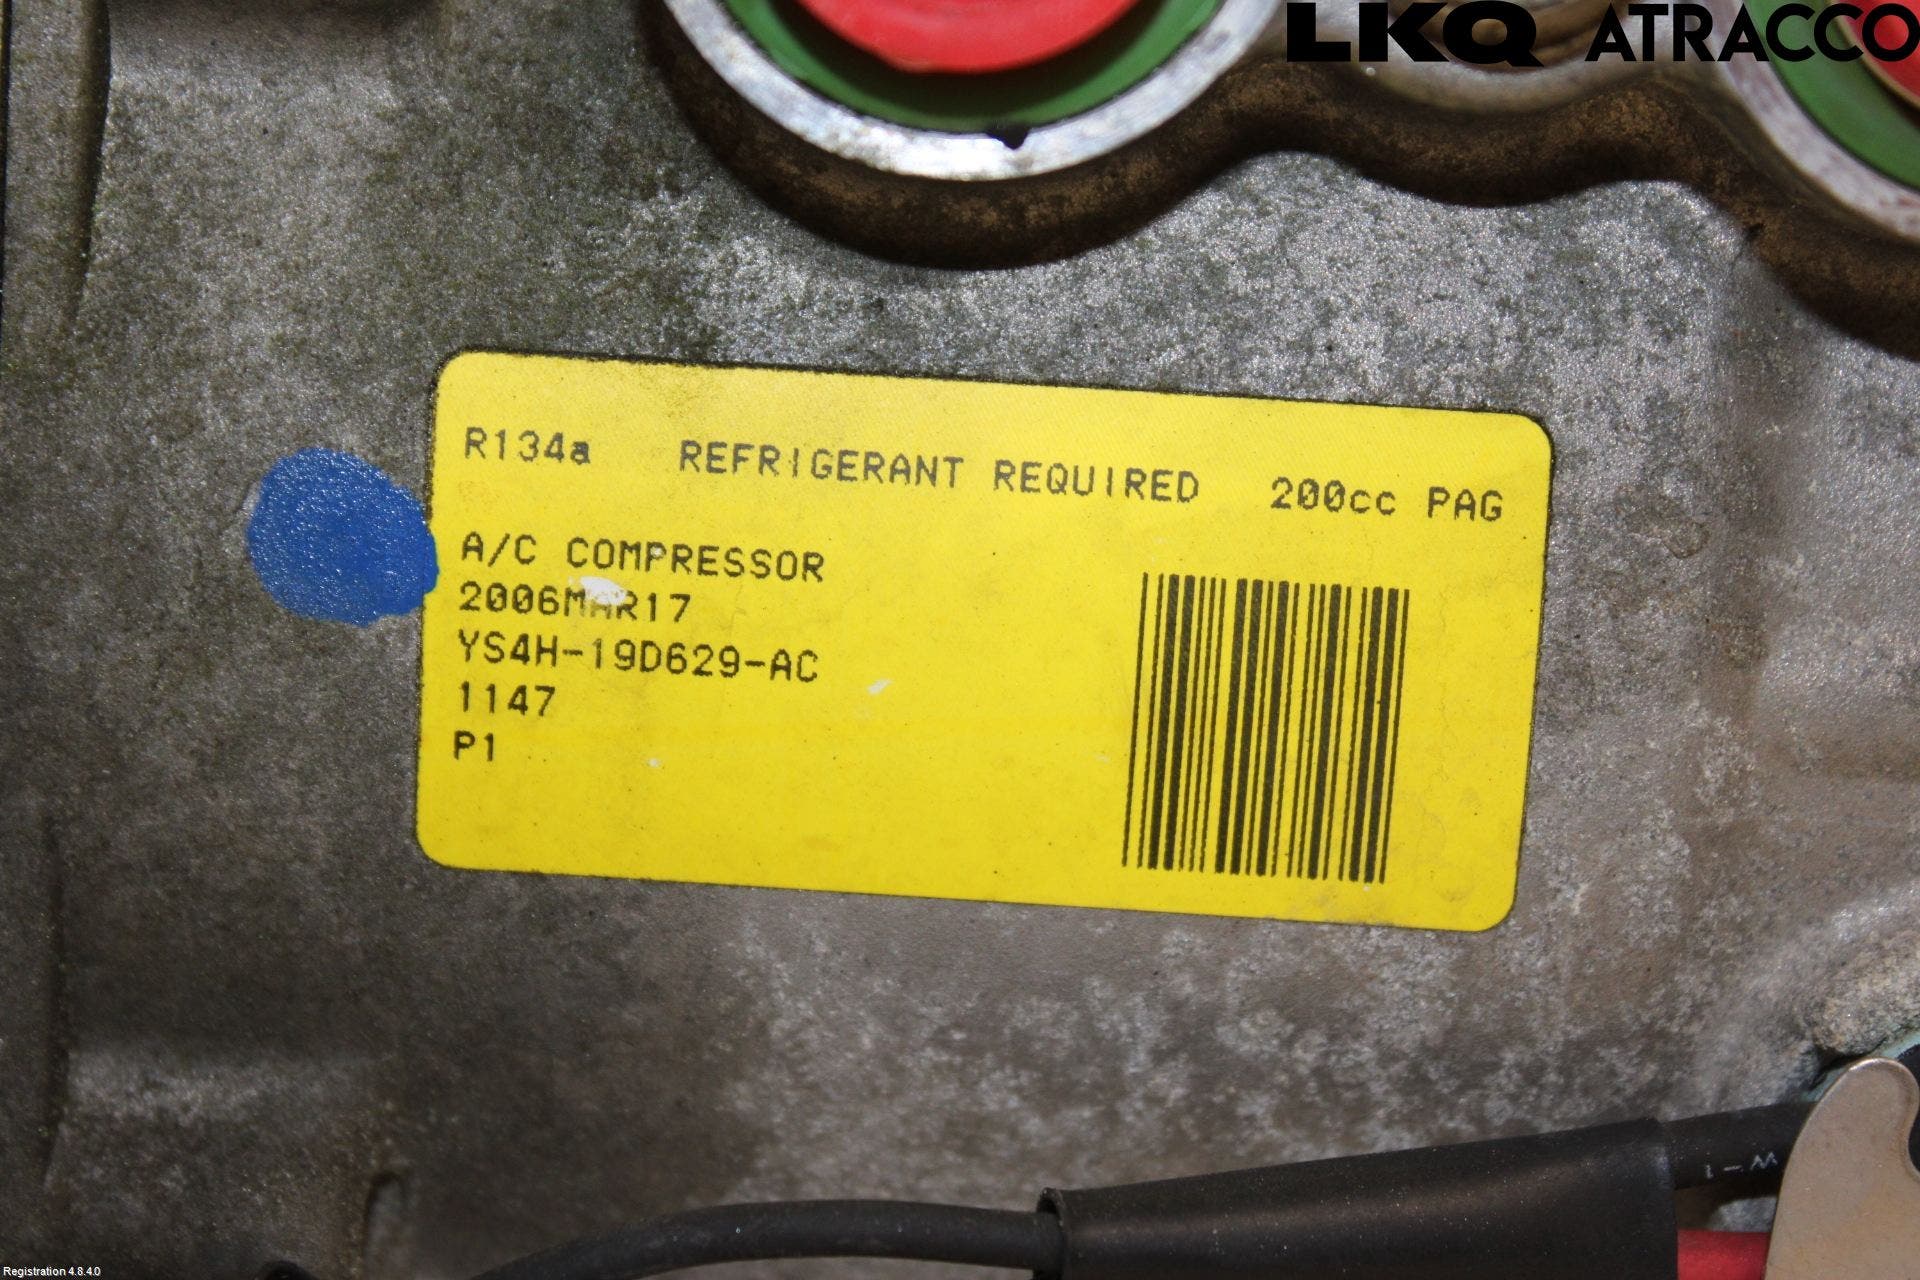 LKQ ATRACCO
R134a REFRIGERANT REQUIRED 200cc PAG
A/C COMPRESSOR
2006MAR17
YS4H-19D629-AC
1147
P1
Registration 4.8.4.0